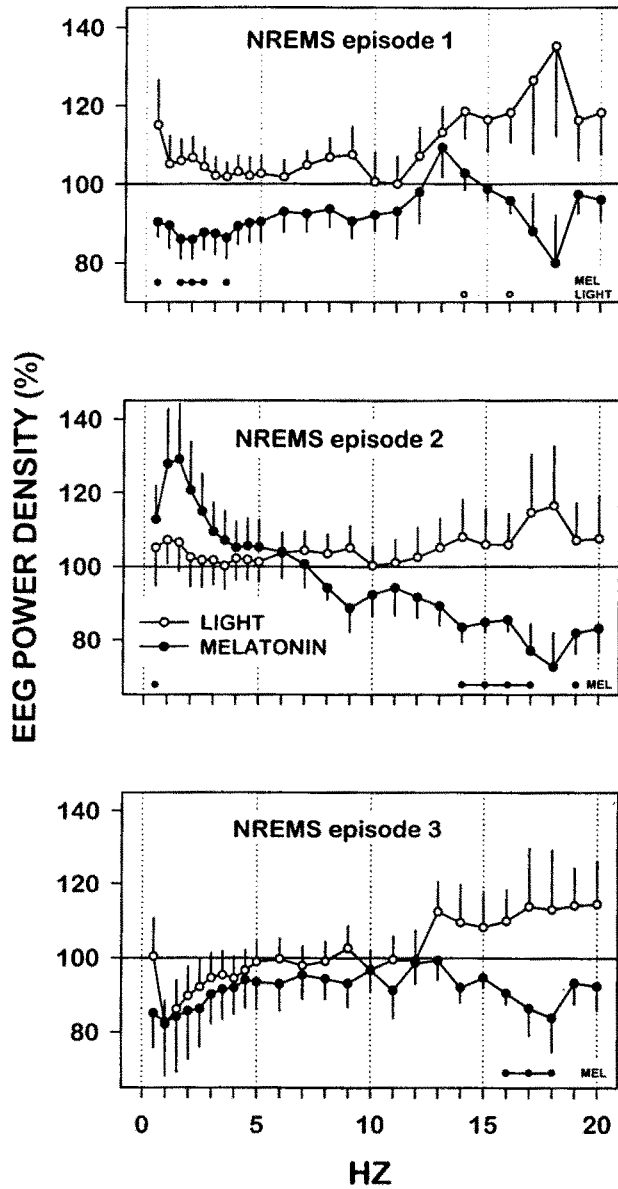 NREMS episode 1
120
100
80
MEL
LIGHT
EEG POWER DENSITY (%)
140
NREMS episode 2
120
100
LIGHT
MELATONIN
80
MEL
140
NREMS episode 3
120
100
80
MEL
0 5 10 15 20
HZ